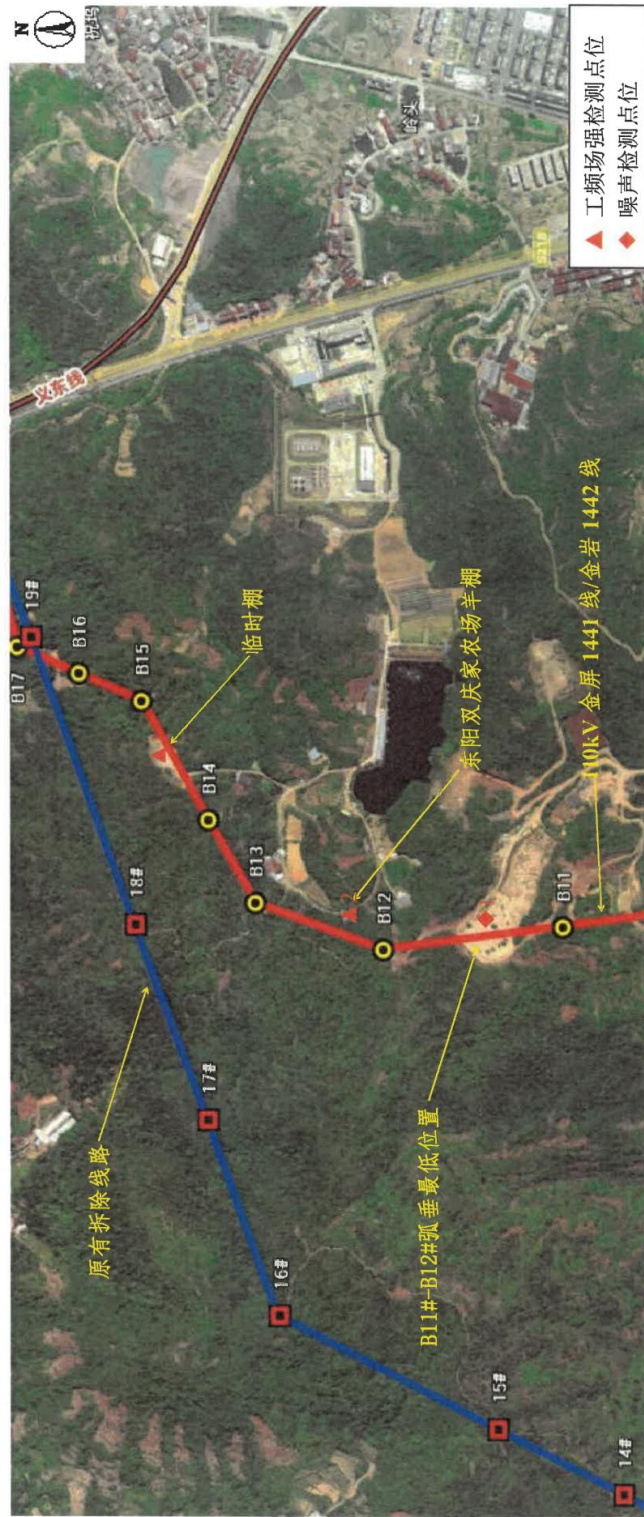 N
祝坞
岭头
S218
义东线
B17
19#
B16
B15
临时棚
B14
18#
B13
东阳双庆家农场羊棚
B12
17#
原有拆除线路
B11
110kV 金屏 1441 线/金岩 1442 线
B11#-B12#弧垂最低位置
16#
15#
14#
▲ 工频场强检测点位
◆ 噪声检测点位